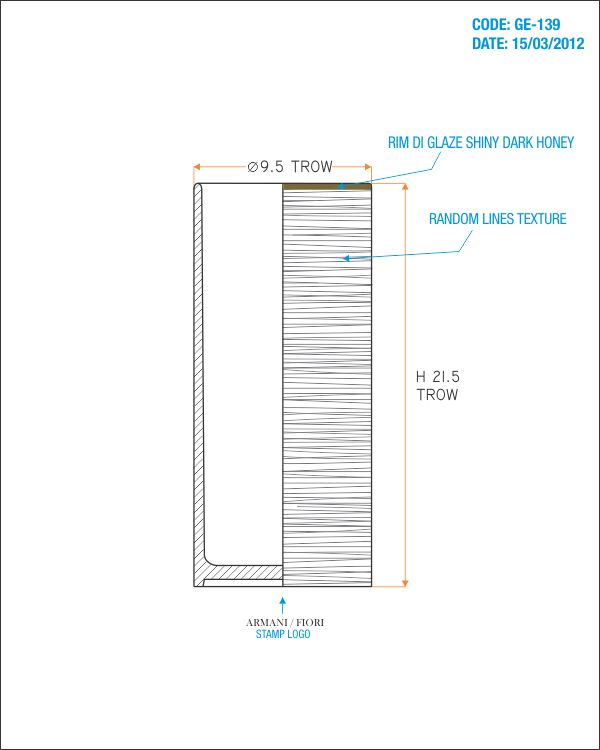 CODE: GE-139
DATE: 15/03/2012
RIM DI GLAZE SHINY DARK HONEY
∅9.5 TROW
RANDOM LINES TEXTURE
H 21.5
TROW
ARMANI / FIORI
STAMP LOGO